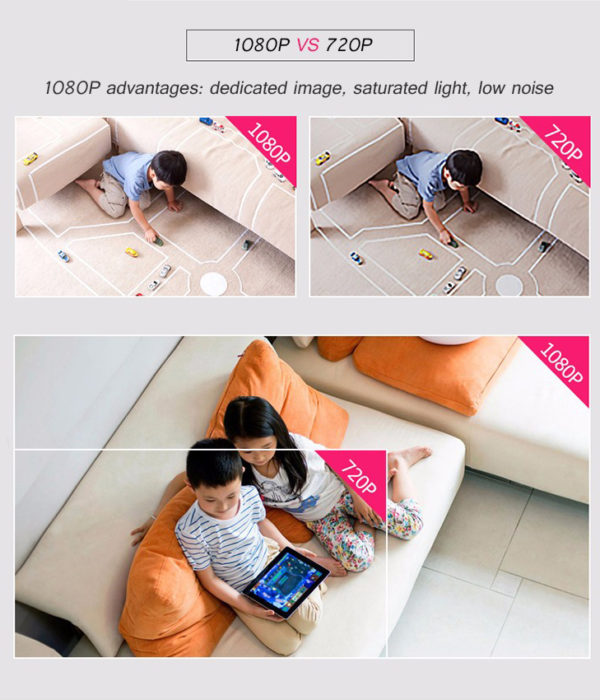 1080P VS 720P
1080P advantages: dedicated image, saturated light, low noise
1080P
720P
1080P
720P